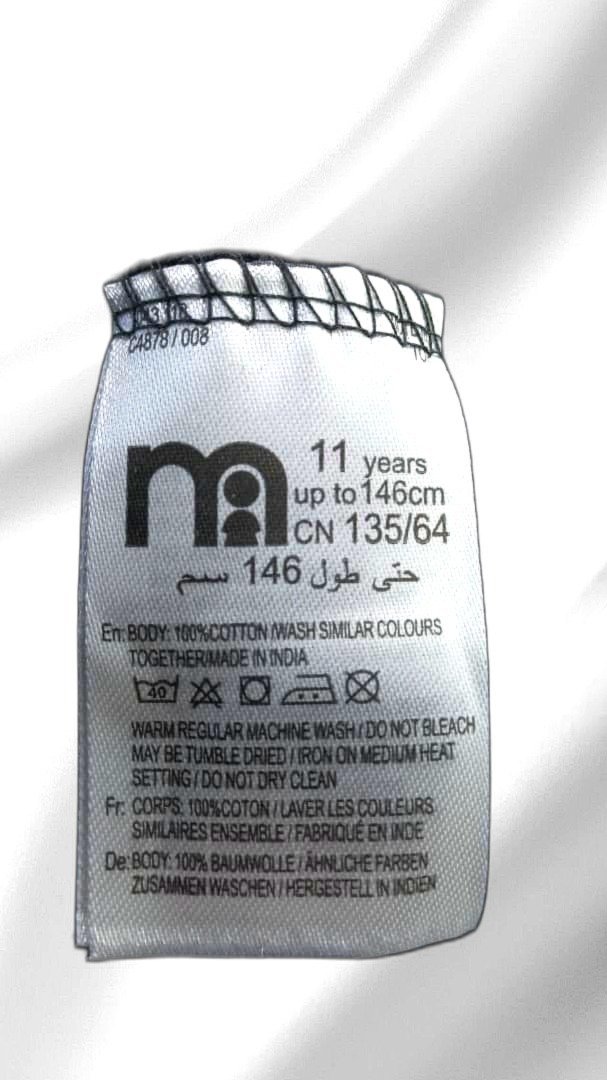 C4878 / 008
m
11 years
up to 146cm
CN 135/64
حتّى طول 146 سم
En: BODY: 100%COTTON /WASH SIMILAR COLOURS
TOGETHER/MADE IN INDIA
40
WARM REGULAR MACHINE WASH / DO NOT BLEACH
MAY BE TUMBLE DRIED / IRON ON MEDIUM HEAT
SETTING / DO NOT DRY CLEAN
Fr: CORPS: 100%COTON / LAVER LES COULEURS
SIMILAIRES ENSEMBLE / FABRIQUÉ EN INDE
De: BODY: 100% BAUMWOLLE / ÄHNLICHE FARBEN
ZUSAMMEN WASCHEN / HERGESTELLT IN INDIEN